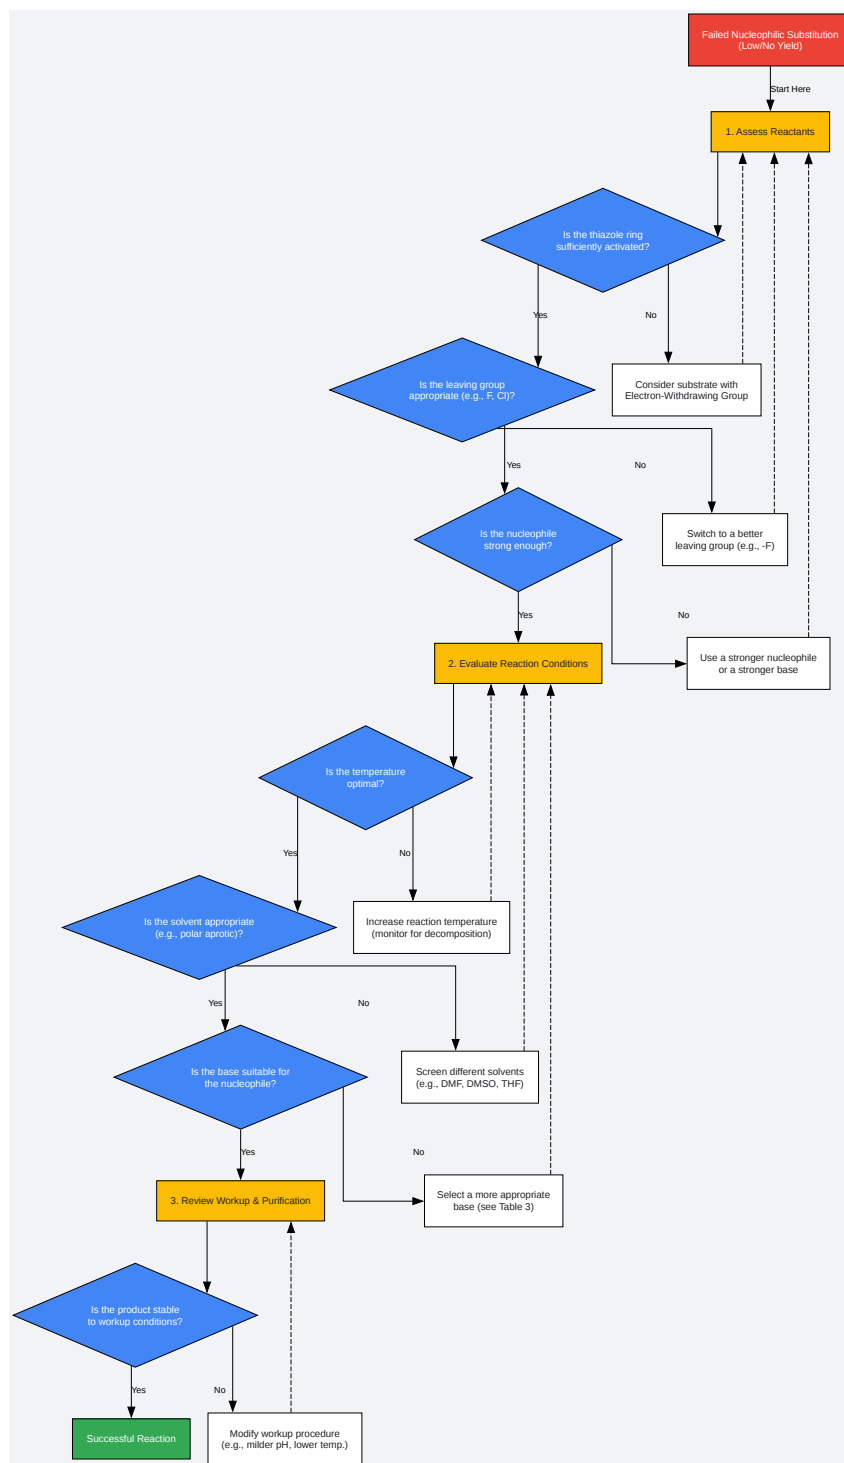 Failed Nucleophilic Substitution
(Low/No Yield)
Start Here
1. Assess Reactants
Is the thiazole ring
sufficiently activated?
Yes
No
Is the leaving group
appropriate (e.g., F, Cl)?
Consider substrate with
Electron-Withdrawing Group
Yes
No
Is the nucleophile
strong enough?
Switch to a better
leaving group (e.g., -F)
Yes
No
2. Evaluate Reaction Conditions
Use a stronger nucleophile
or a stronger base
Is the temperature
optimal?
Yes
No
Is the solvent appropriate
(e.g., polar aprotic)?
Increase reaction temperature
(monitor for decomposition)
Yes
No
Is the base suitable for
the nucleophile?
Screen different solvents
(e.g., DMF, DMSO, THF)
Yes
No
3. Review Workup & Purification
Select a more appropriate
base (see Table 3)
Is the product stable
to workup conditions?
Yes
No
Successful Reaction
Modify workup procedure
(e.g., milder pH, lower temp.)